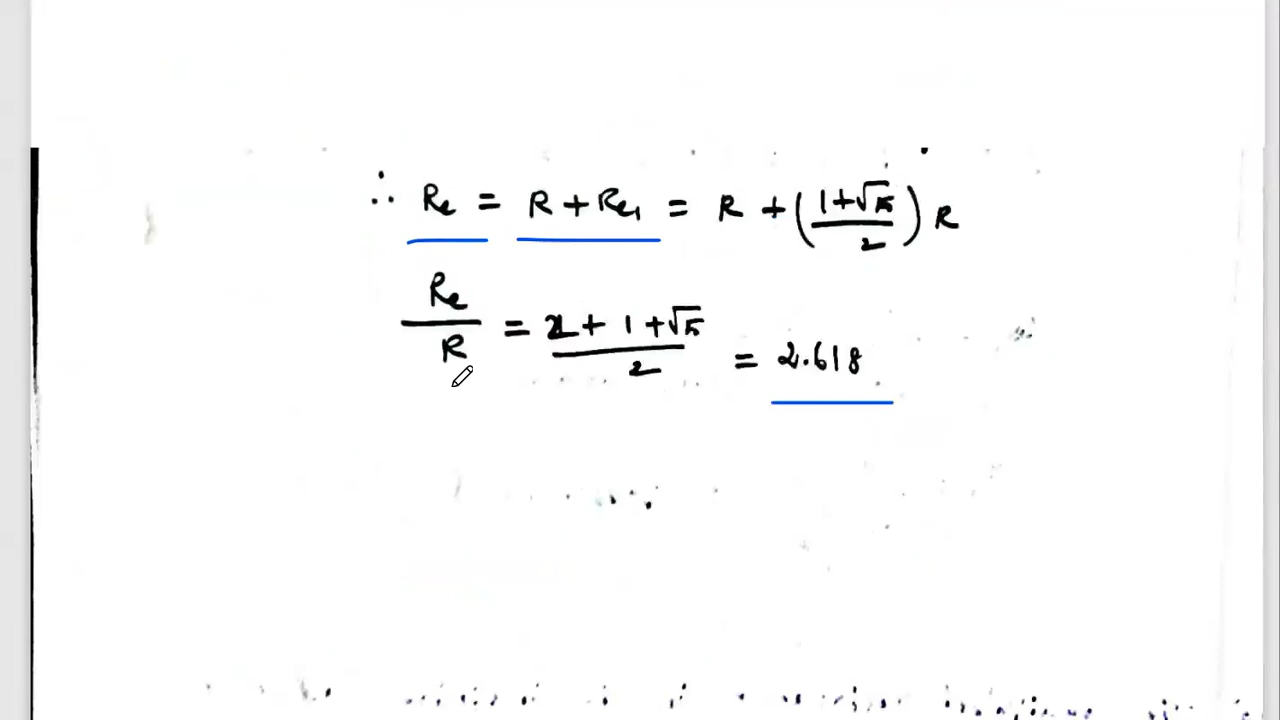 ∴ Re = R + Re1 = R + ((1+√5)/2) R
Re/R = (2 + 1 + √5)/2 = 2.618